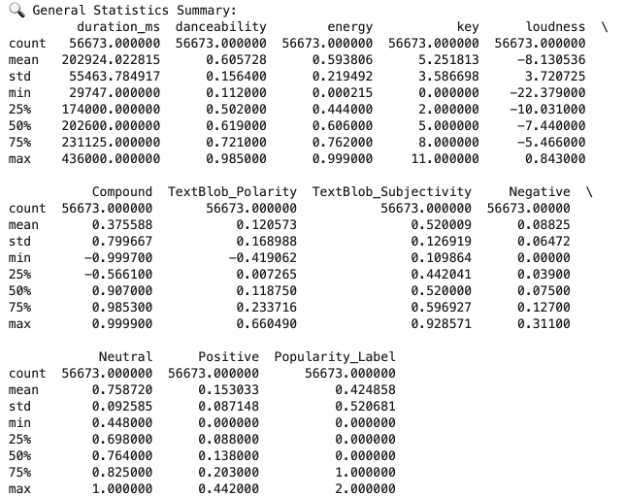 🔍 General Statistics Summary:
duration_ms danceability energy key loudness \
count 56673.000000 56673.000000 56673.000000 56673.000000 56673.000000
mean 202924.022815 0.605728 0.593806 5.251813 -8.130536
std 55463.784917 0.156400 0.219492 3.586698 3.720725
min 29747.000000 0.112000 0.000215 0.000000 -22.379000
25% 174000.000000 0.502000 0.444000 2.000000 -10.031000
50% 202600.000000 0.619000 0.606000 5.000000 -7.440000
75% 231125.000000 0.721000 0.762000 8.000000 -5.466000
max 436000.000000 0.985000 0.999000 11.000000 0.843000
Compound TextBlob_Polarity TextBlob_Subjectivity Negative \
count 56673.000000 56673.000000 56673.000000 56673.00000
mean 0.375588 0.120573 0.520009 0.08825
std 0.799667 0.168988 0.126919 0.06472
min -0.999700 -0.419062 0.109864 0.00000
25% -0.566100 0.007265 0.442041 0.03900
50% 0.907000 0.118750 0.520000 0.07500
75% 0.985300 0.233716 0.596927 0.12700
max 0.999900 0.660490 0.928571 0.31100
Neutral Positive Popularity_Label
count 56673.000000 56673.000000 56673.000000
mean 0.758720 0.153033 0.424858
std 0.092585 0.087148 0.520681
min 0.448000 0.000000 0.000000
25% 0.698000 0.088000 0.000000
50% 0.764000 0.138000 0.000000
75% 0.825000 0.203000 1.000000
max 1.000000 0.442000 2.000000